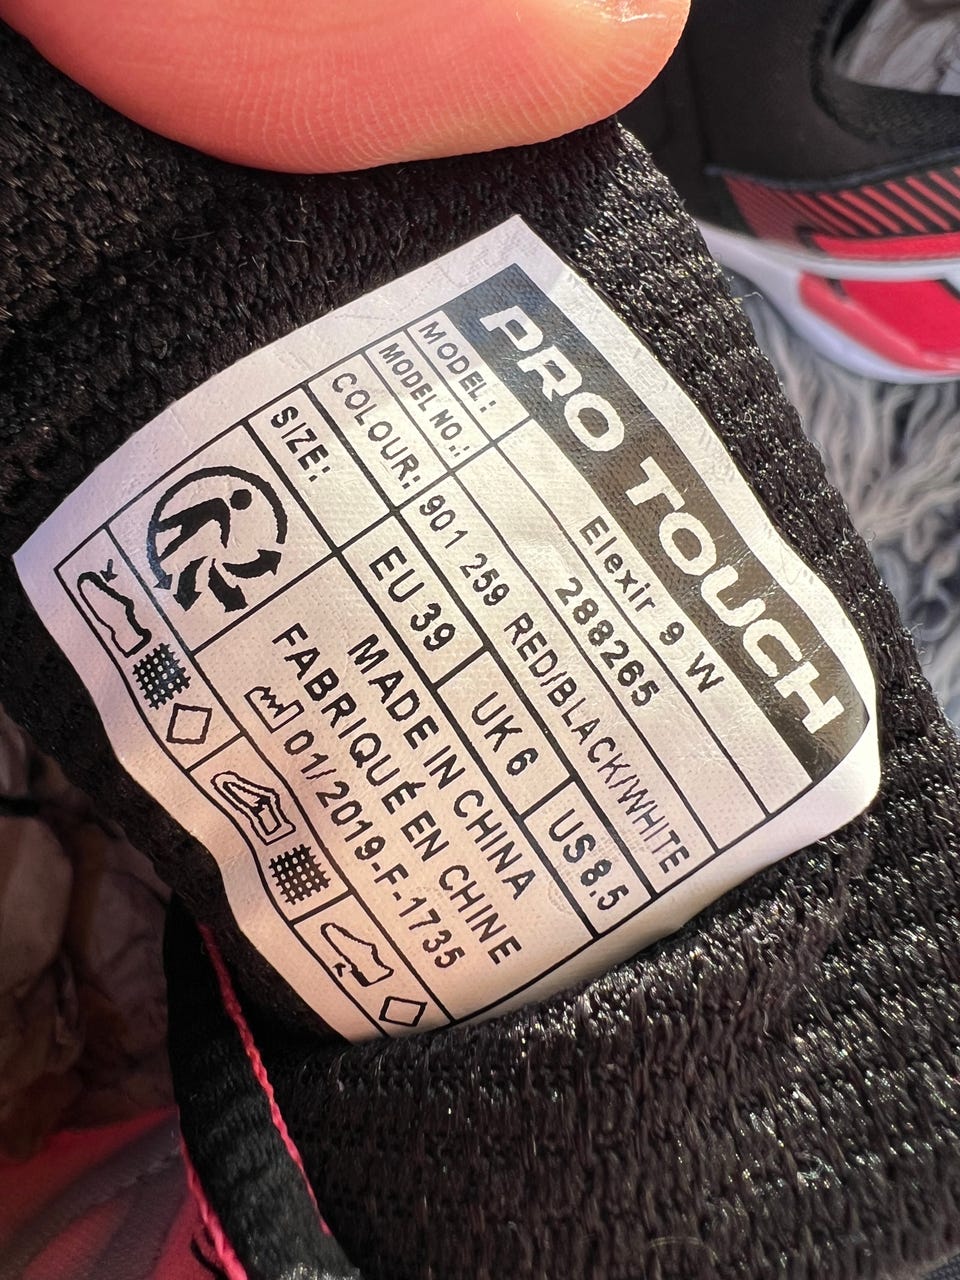 PRO TOUCH
MODEL: Elexir 9 W
MODEL NO.: 288265
COLOUR: 901 259 RED/BLACK/WHITE
SIZE: EU 39 UK 6 US 8.5
MADE IN CHINA
FABRIQUÉ EN CHINE
01/2019-F-1735